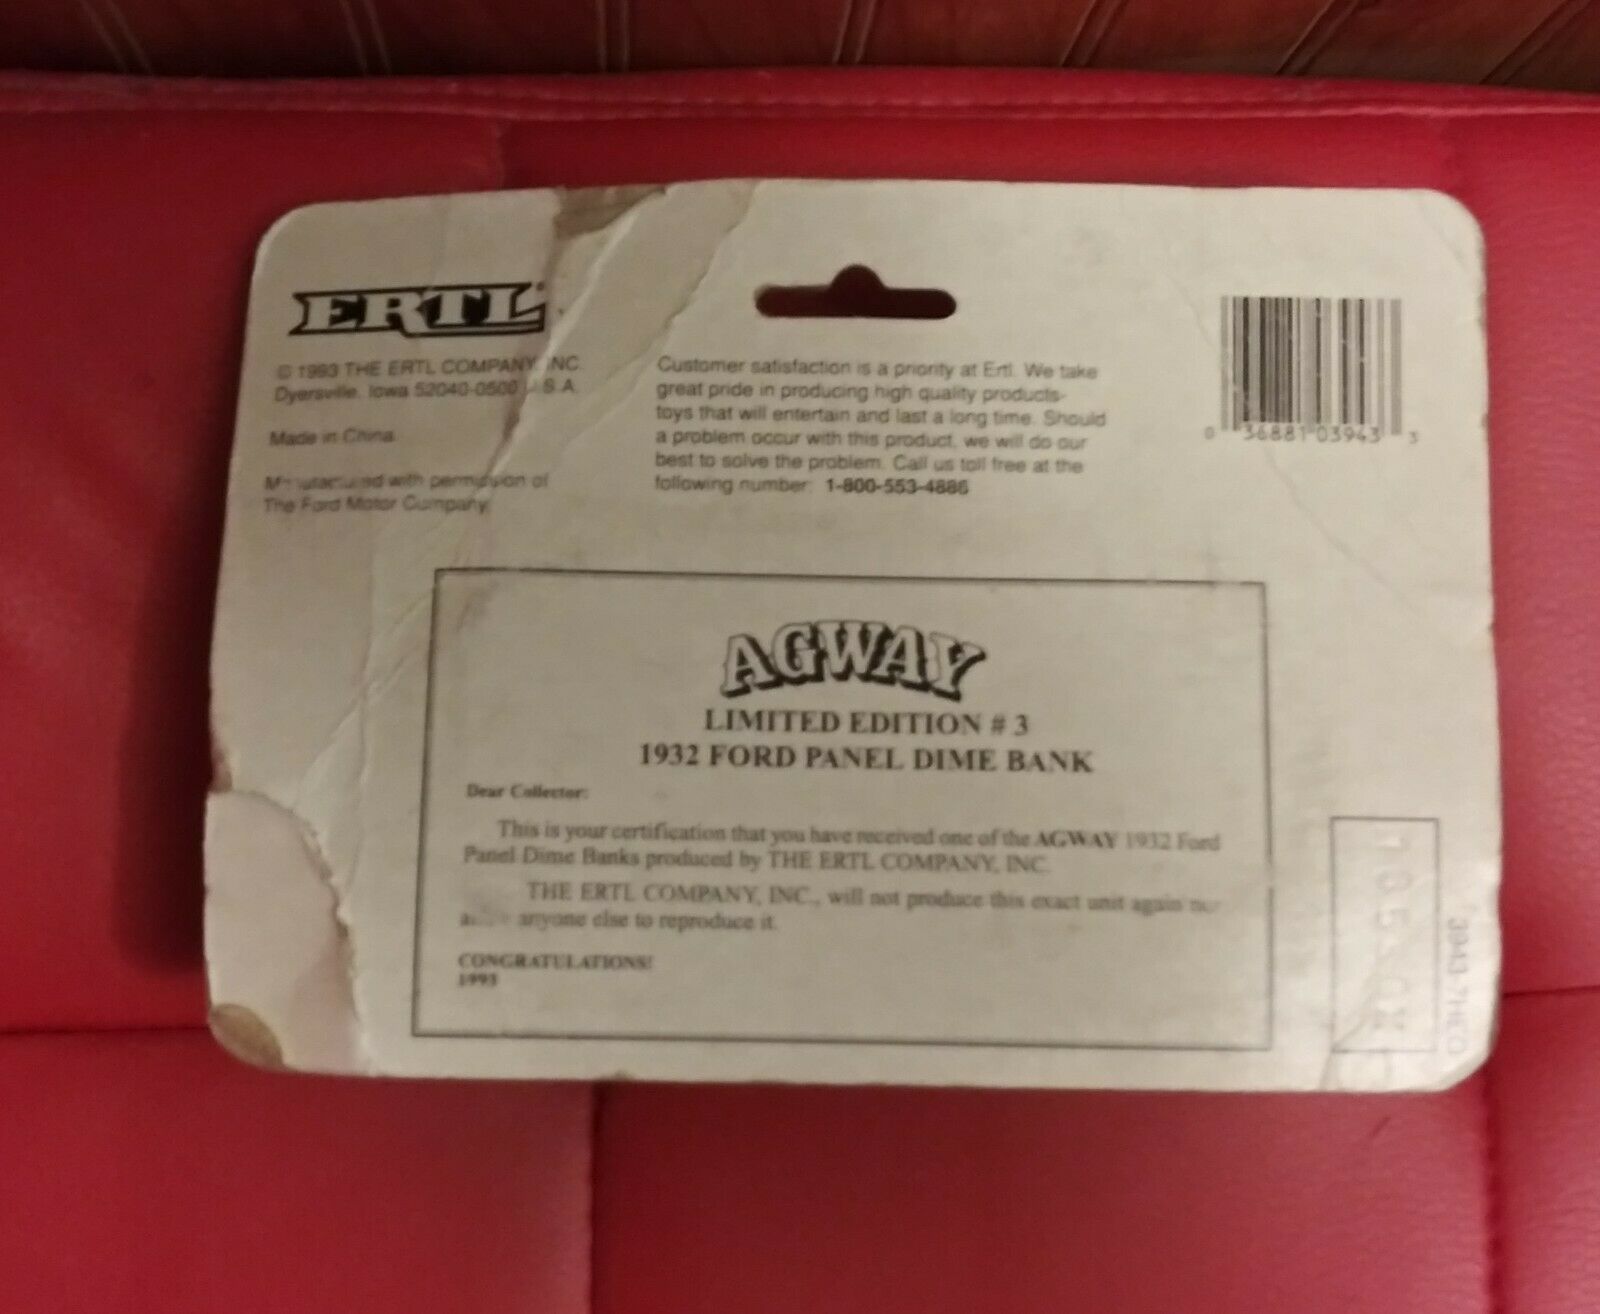 ERTL
© 1993 THE ERTL COMPANY, INC.
Dyersville, Iowa 52040-0500 U.S.A.
Made in China
Manufactured with permission of
The Ford Motor Company.
Customer satisfaction is a priority at Ertl. We take
great pride in producing high quality products-
toys that will entertain and last a long time. Should
a problem occur with this product, we will do our
best to solve the problem. Call us toll free at the
following number: 1-800-553-4886
0 36881 03943 3
AGWAY
LIMITED EDITION # 3
1932 FORD PANEL DIME BANK
Dear Collector:
This is your certification that you have received one of the AGWAY 1932 Ford
Panel Dime Banks produced by THE ERTL COMPANY, INC.
THE ERTL COMPANY, INC., will not produce this exact unit again nor
anyone else to reproduce it.
CONGRATULATIONS!
1993
3943-7HEO